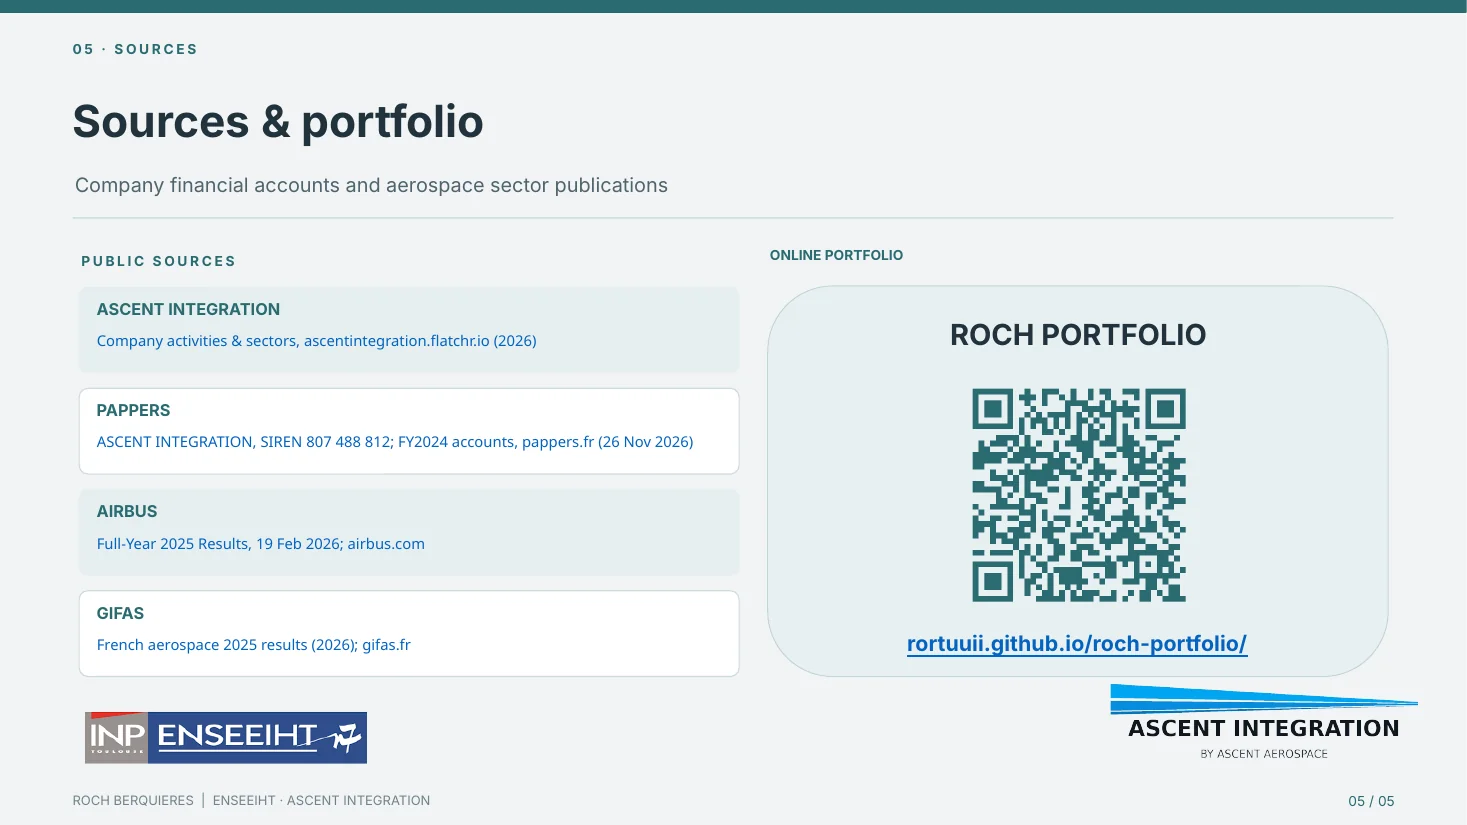 05 · SOURCES
Sources & portfolio
Company financial accounts and aerospace sector publications
PUBLIC SOURCES
ASCENT INTEGRATION
Company activities & sectors, ascentintegration.flatchr.io (2026)
PAPPERS
ASCENT INTEGRATION, SIREN 807 488 812; FY2024 accounts, pappers.fr (26 Nov 2026)
AIRBUS
Full-Year 2025 Results, 19 Feb 2026; airbus.com
GIFAS
French aerospace 2025 results (2026); gifas.fr
ONLINE PORTFOLIO
ROCH PORTFOLIO
rortuuii.github.io/roch-portfolio/
INP ENSEEIHT
TOULOUSE
ASCENT INTEGRATION
BY ASCENT AEROSPACE
ROCH BERQUIERES | ENSEEIHT · ASCENT INTEGRATION
05 / 05